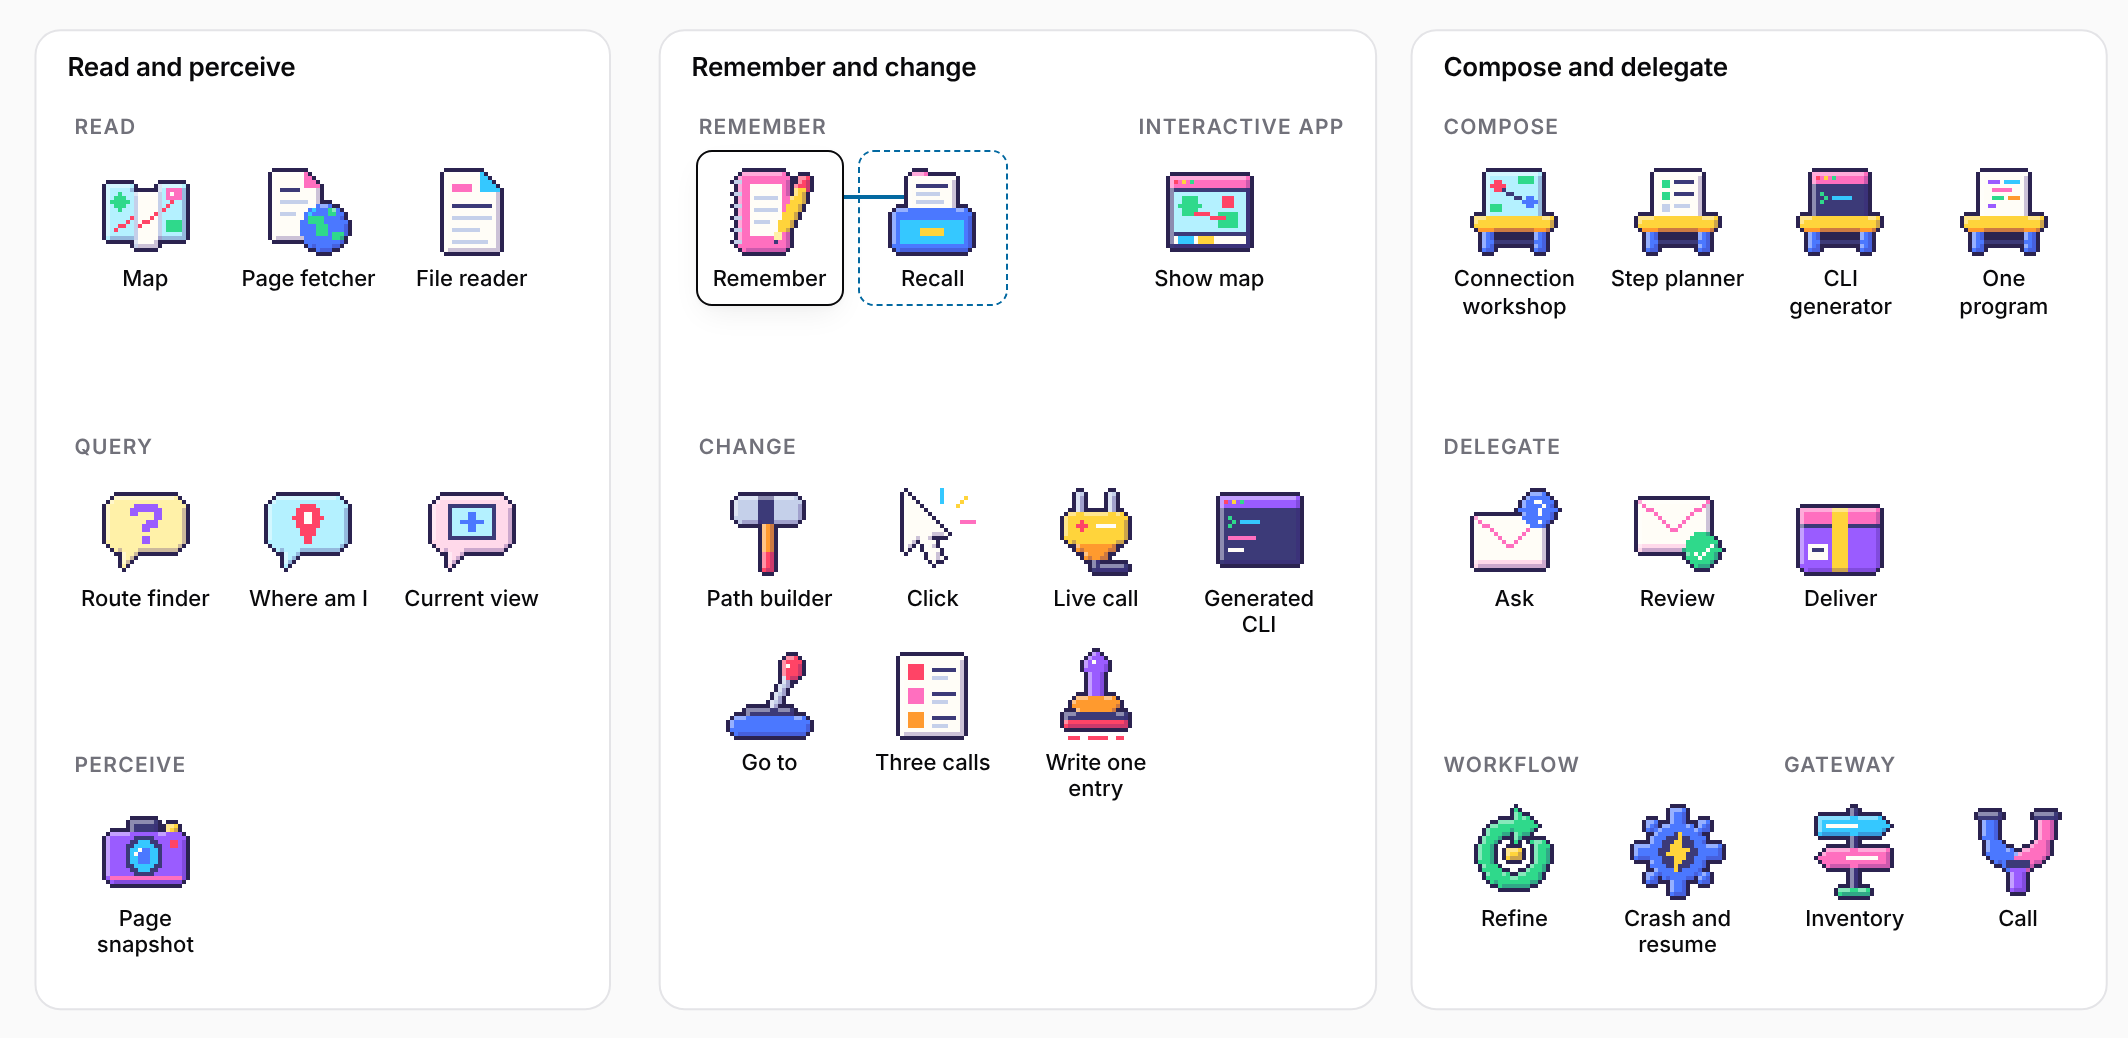 Read and perceive
READ
Map
Page fetcher
File reader
QUERY
?
Route finder
Where am I
Current view
PERCEIVE
Page
snapshot
Remember and change
REMEMBER
INTERACTIVE APP
Remember
Recall
Show map
CHANGE
Path builder
Click
Live call
Generated
CLI
Go to
Three calls
Write one
entry
Compose and delegate
COMPOSE
Connection
workshop
Step planner
CLI
generator
One
program
DELEGATE
?
Ask
Review
Deliver
WORKFLOW
GATEWAY
Refine
Crash and
resume
Inventory
Call